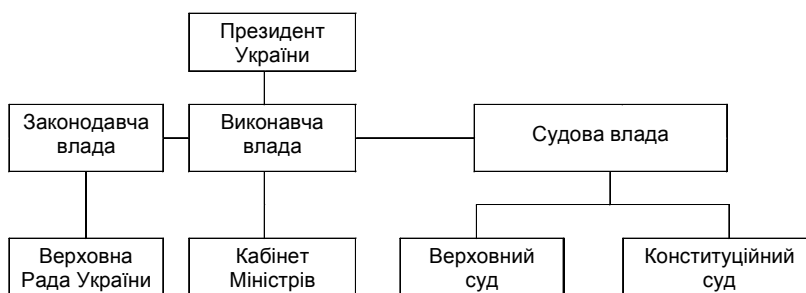 Президент
України
Законодавча
влада
Виконавча
влада
Судова влада
Верховна
Рада України
Кабінет
Міністрів
Верховний
суд
Конституційний
суд